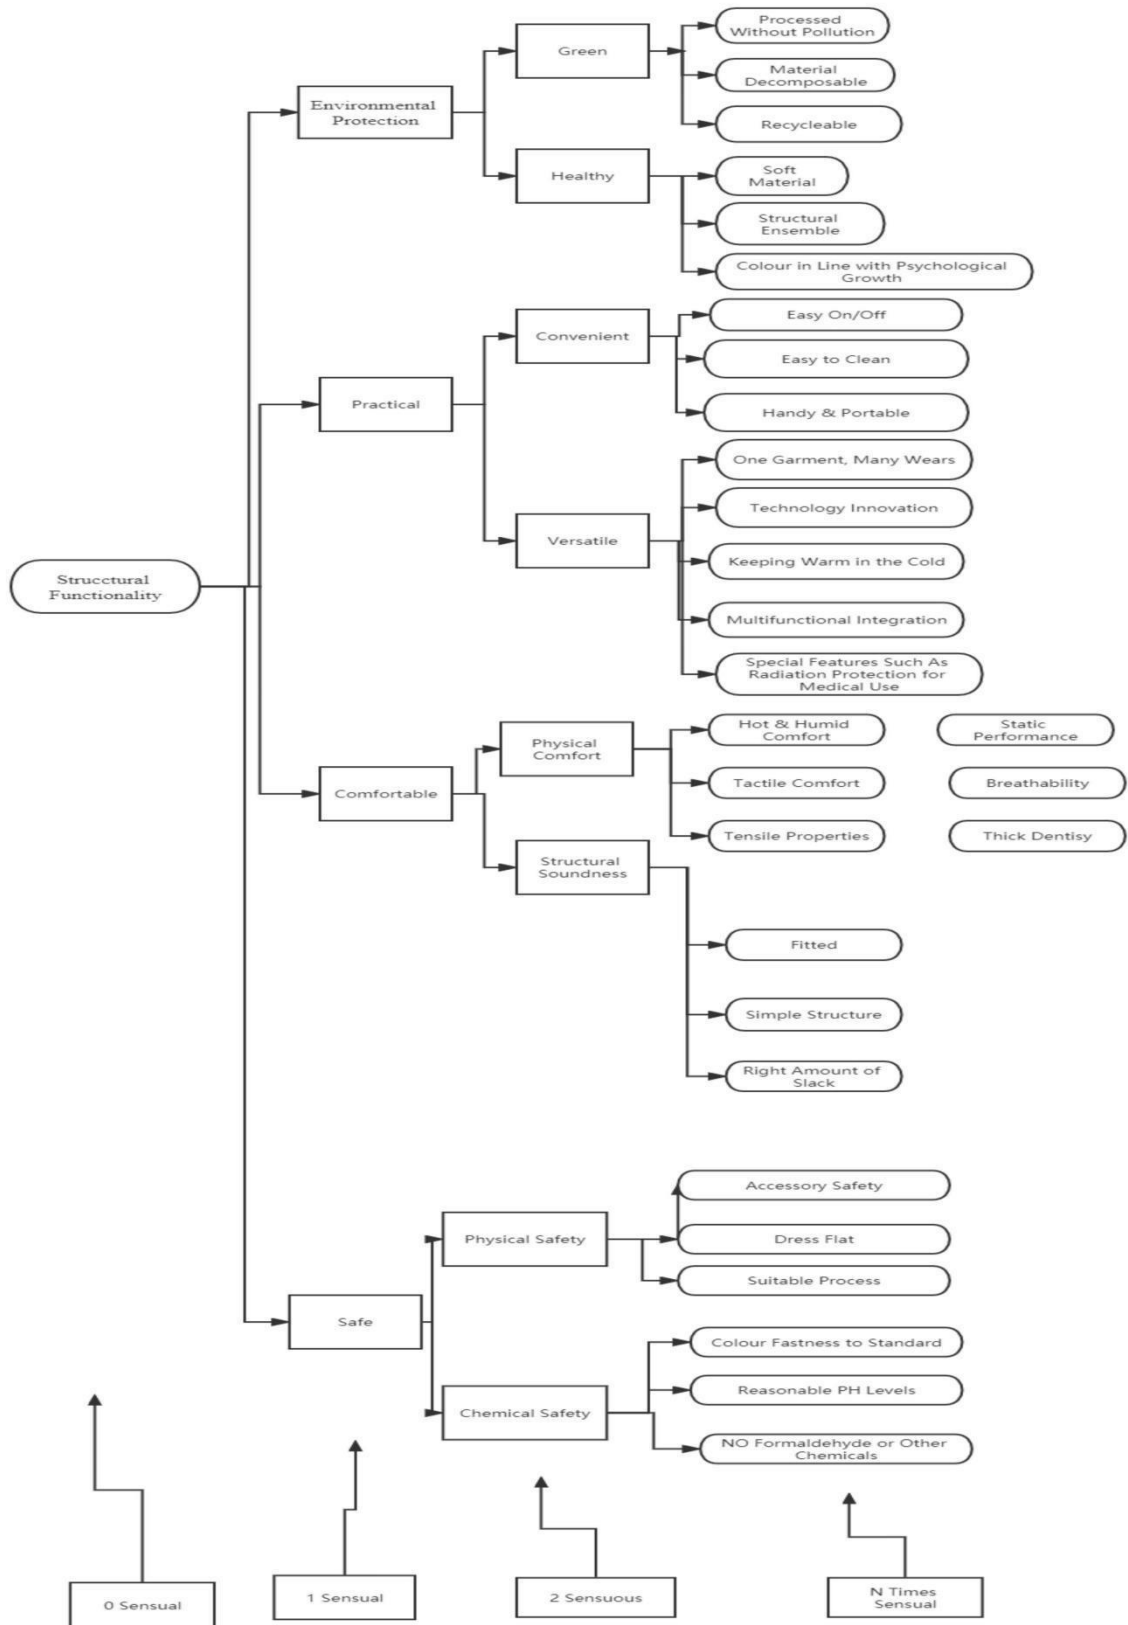 Processed
Without Pollution
Green
Material
Decomposable
Environmental
Protection
Recycleable
Healthy
Soft
Material
Structural
Ensemble
Colour in Line with Psychological
Growth
Easy On/Off
Convenient
Easy to Clean
Practical
Handy & Portable
One Garment, Many Wears
Technology Innovation
Versatile
Keeping Warm in the Cold
Strucctural
Functionality
Multifunctional Integration
Special Features Such As
Radiation Protection for
Medical Use
Hot & Humid
Comfort
Static
Performance
Physical
Comfort
Tactile Comfort
Breathability
Comfortable
Tensile Properties
Thick Dentisy
Structural
Soundness
Fitted
Simple Structure
Right Amount of
Slack
Accessory Safety
Physical Safety
Dress Flat
Suitable Process
Safe
Colour Fastness to Standard
Reasonable PH Levels
Chemical Safety
NO Formaldehyde or Other
Chemicals
0 Sensual
1 Sensual
2 Sensuous
N Times
Sensual